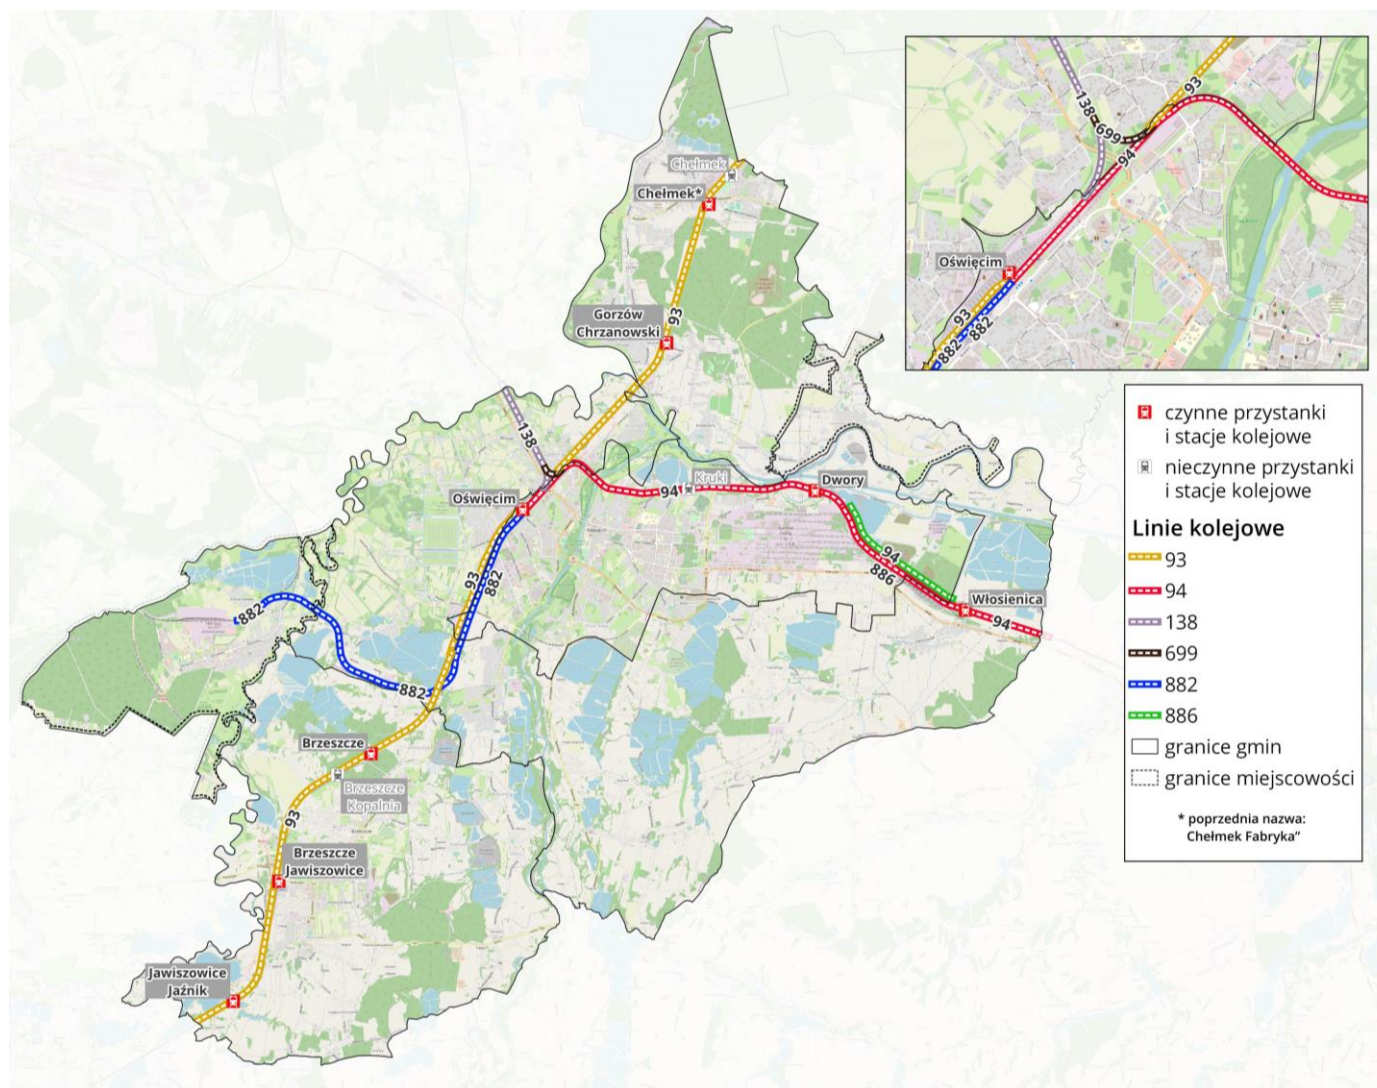 Chełmek
Chełmek*
93
Gorzów
Chrzanowski
138
Oświęcim
94
Kruki
Dwory
94
886
Włosienica
94
93
882
882
882
Brzeszcze
Brzeszcze
Kopalnia
93
Brzeszcze
Jawiszowice
Jawiszowice
Jaźnik
93
138
699
94
Oświęcim
93
882
882
czynne przystanki
i stacje kolejowe
nieczynne przystanki
i stacje kolejowe
Linie kolejowe
93
94
138
699
882
886
granice gmin
granice miejscowości
* poprzednia nazwa:
Chełmek Fabryka”